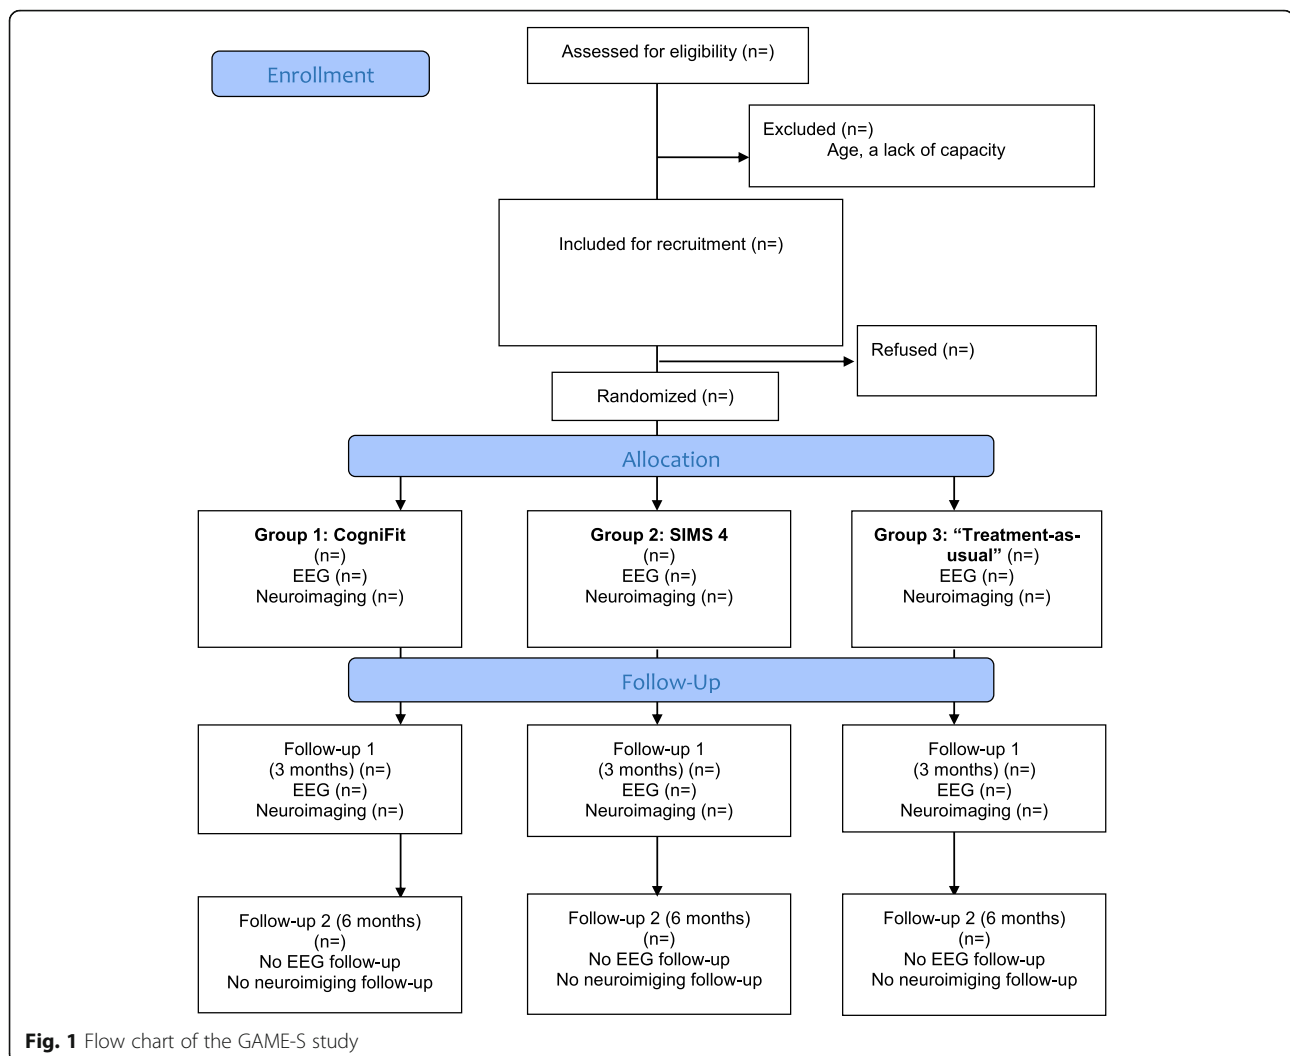 Enrollment
Assessed for eligibility (n=)
Excluded (n=)
Age, a lack of capacity
Included for recruitment (n=)
Refused (n=)
Randomized (n=)
Allocation
Group 1: CogniFit
(n=)
EEG (n=)
Neuroimaging (n=)
Group 2: SIMS 4
(n=)
EEG (n=)
Neuroimaging (n=)
Group 3: “Treatment-as-
usual” (n=)
EEG (n=)
Neuroimaging (n=)
Follow-Up
Follow-up 1
(3 months) (n=)
EEG (n=)
Neuroimaging (n=)
Follow-up 1
(3 months) (n=)
EEG (n=)
Neuroimaging (n=)
Follow-up 1
(3 months) (n=)
EEG (n=)
Neuroimaging (n=)
Follow-up 2 (6 months)
(n=)
No EEG follow-up
No neuroimiging follow-up
Follow-up 2 (6 months)
(n=)
No EEG follow-up
No neuroimiging follow-up
Follow-up 2 (6 months)
(n=)
No EEG follow-up
No neuroimiging follow-up
Fig. 1 Flow chart of the GAME-S study